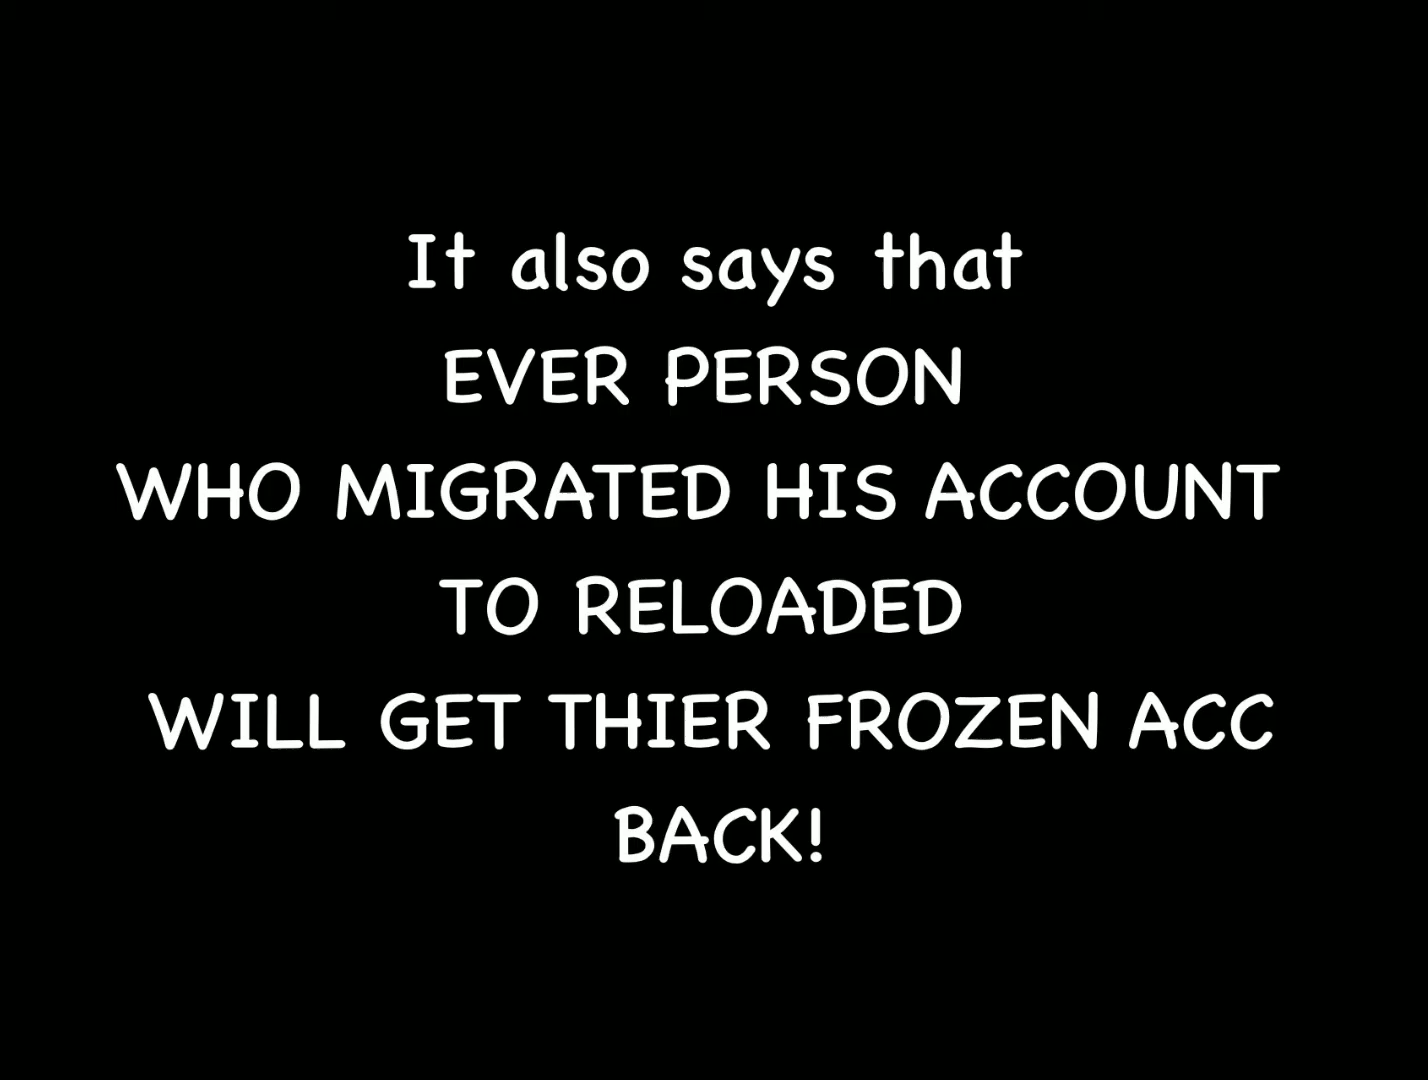 It also says that
EVER PERSON
WHO MIGRATED HIS ACCOUNT
TO RELOADED
WILL GET THIER FROZEN ACC
BACK!